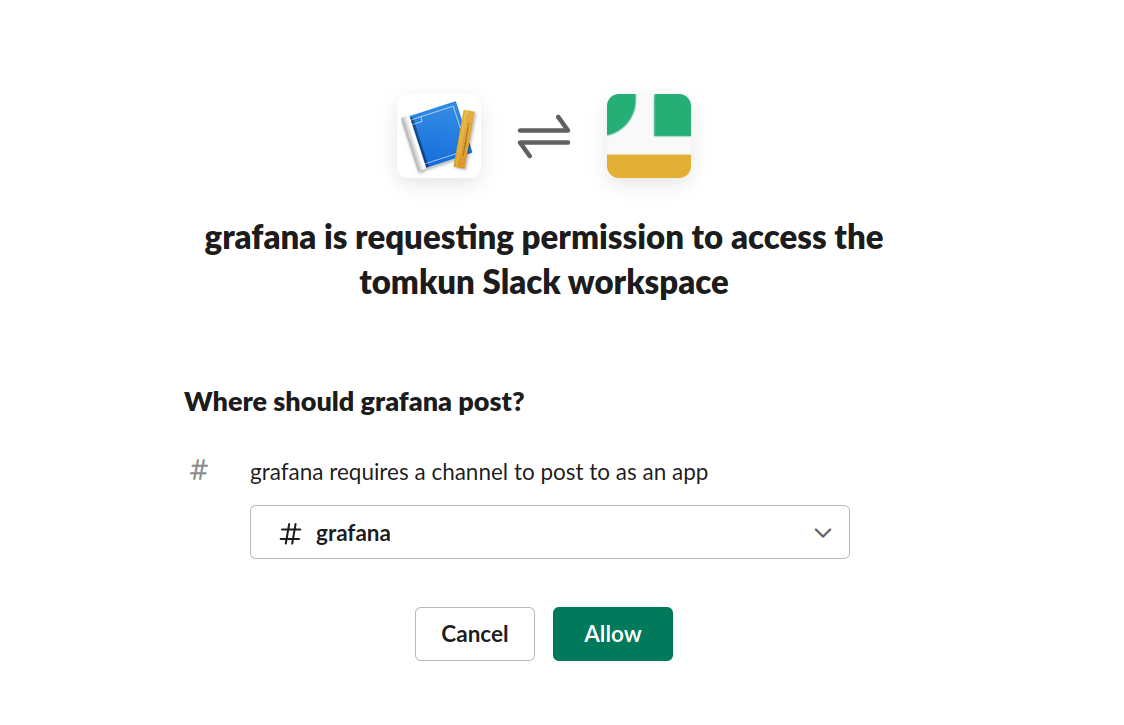 grafana is requesting permission to access the
tomkun Slack workspace
Where should grafana post?
# grafana requires a channel to post to as an app
# grafana
Cancel Allow